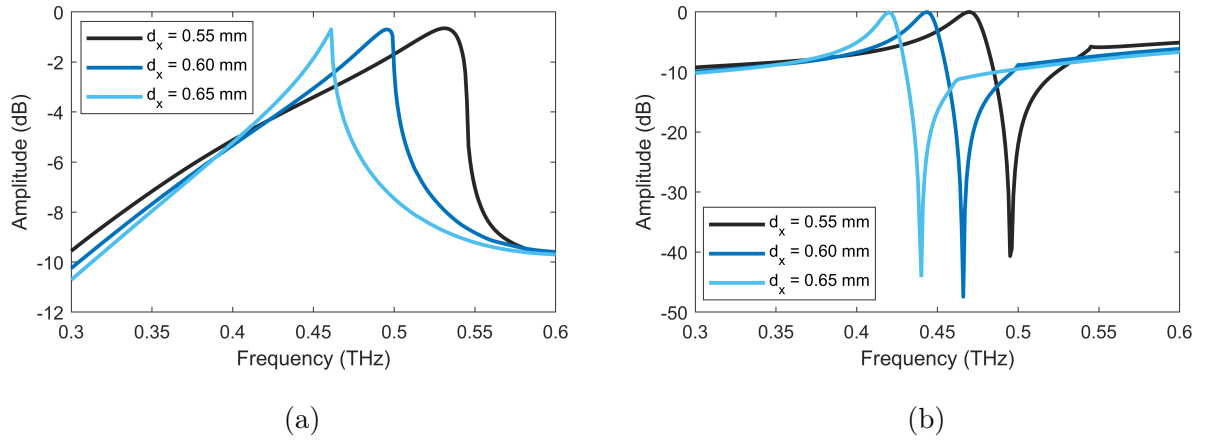 0
-2
-4
-6
-8
-10
-12
Amplitude (dB)
d_x = 0.55 mm
d_x = 0.60 mm
d_x = 0.65 mm
0.3 0.35 0.4 0.45 0.5 0.55 0.6
Frequency (THz)
(a)
0
-10
-20
-30
-40
-50
Amplitude (dB)
d_x = 0.55 mm
d_x = 0.60 mm
d_x = 0.65 mm
0.3 0.35 0.4 0.45 0.5 0.55 0.6
Frequency (THz)
(b)